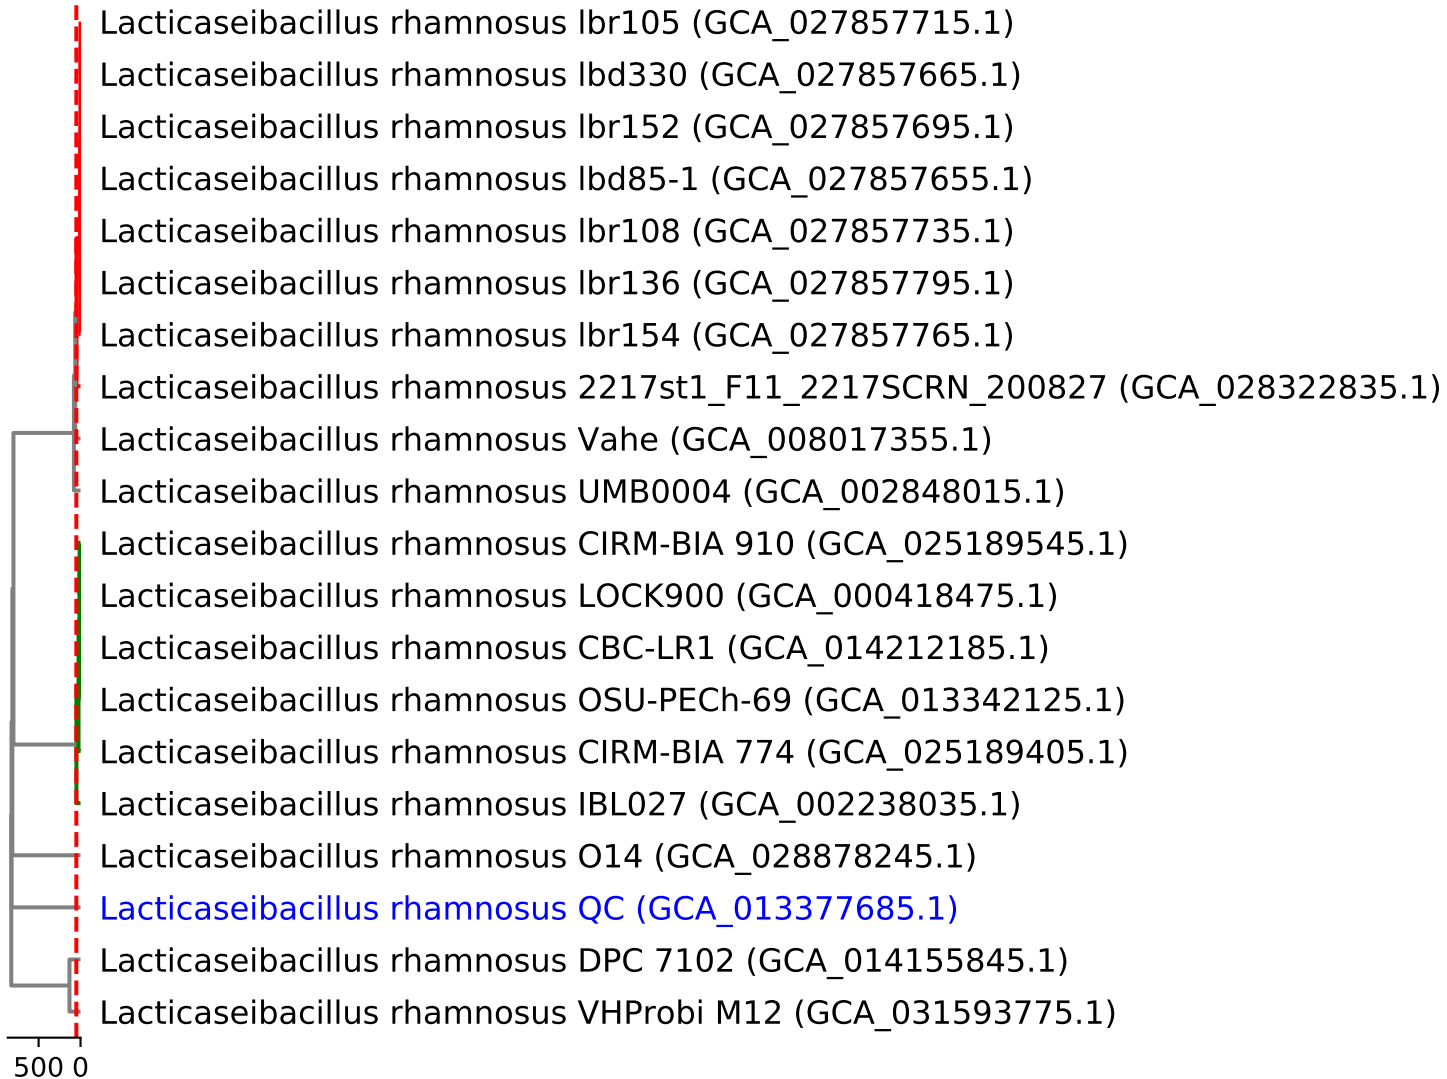 Lacticaseibacillus rhamnosus lbr105 (GCA_027857715.1)
Lacticaseibacillus rhamnosus lbd330 (GCA_027857665.1)
Lacticaseibacillus rhamnosus lbr152 (GCA_027857695.1)
Lacticaseibacillus rhamnosus lbd85-1 (GCA_027857655.1)
Lacticaseibacillus rhamnosus lbr108 (GCA_027857735.1)
Lacticaseibacillus rhamnosus lbr136 (GCA_027857795.1)
Lacticaseibacillus rhamnosus lbr154 (GCA_027857765.1)
Lacticaseibacillus rhamnosus 2217st1_F11_2217SCRN_200827 (GCA_028322835.1)
Lacticaseibacillus rhamnosus Vahe (GCA_008017355.1)
Lacticaseibacillus rhamnosus UMB0004 (GCA_002848015.1)
Lacticaseibacillus rhamnosus CIRM-BIA 910 (GCA_025189545.1)
Lacticaseibacillus rhamnosus LOCK900 (GCA_000418475.1)
Lacticaseibacillus rhamnosus CBC-LR1 (GCA_014212185.1)
Lacticaseibacillus rhamnosus OSU-PECh-69 (GCA_013342125.1)
Lacticaseibacillus rhamnosus CIRM-BIA 774 (GCA_025189405.1)
Lacticaseibacillus rhamnosus IBL027 (GCA_002238035.1)
Lacticaseibacillus rhamnosus O14 (GCA_028878245.1)
Lacticaseibacillus rhamnosus QC (GCA_013377685.1)
Lacticaseibacillus rhamnosus DPC 7102 (GCA_014155845.1)
Lacticaseibacillus rhamnosus VHProbi M12 (GCA_031593775.1)
500 0